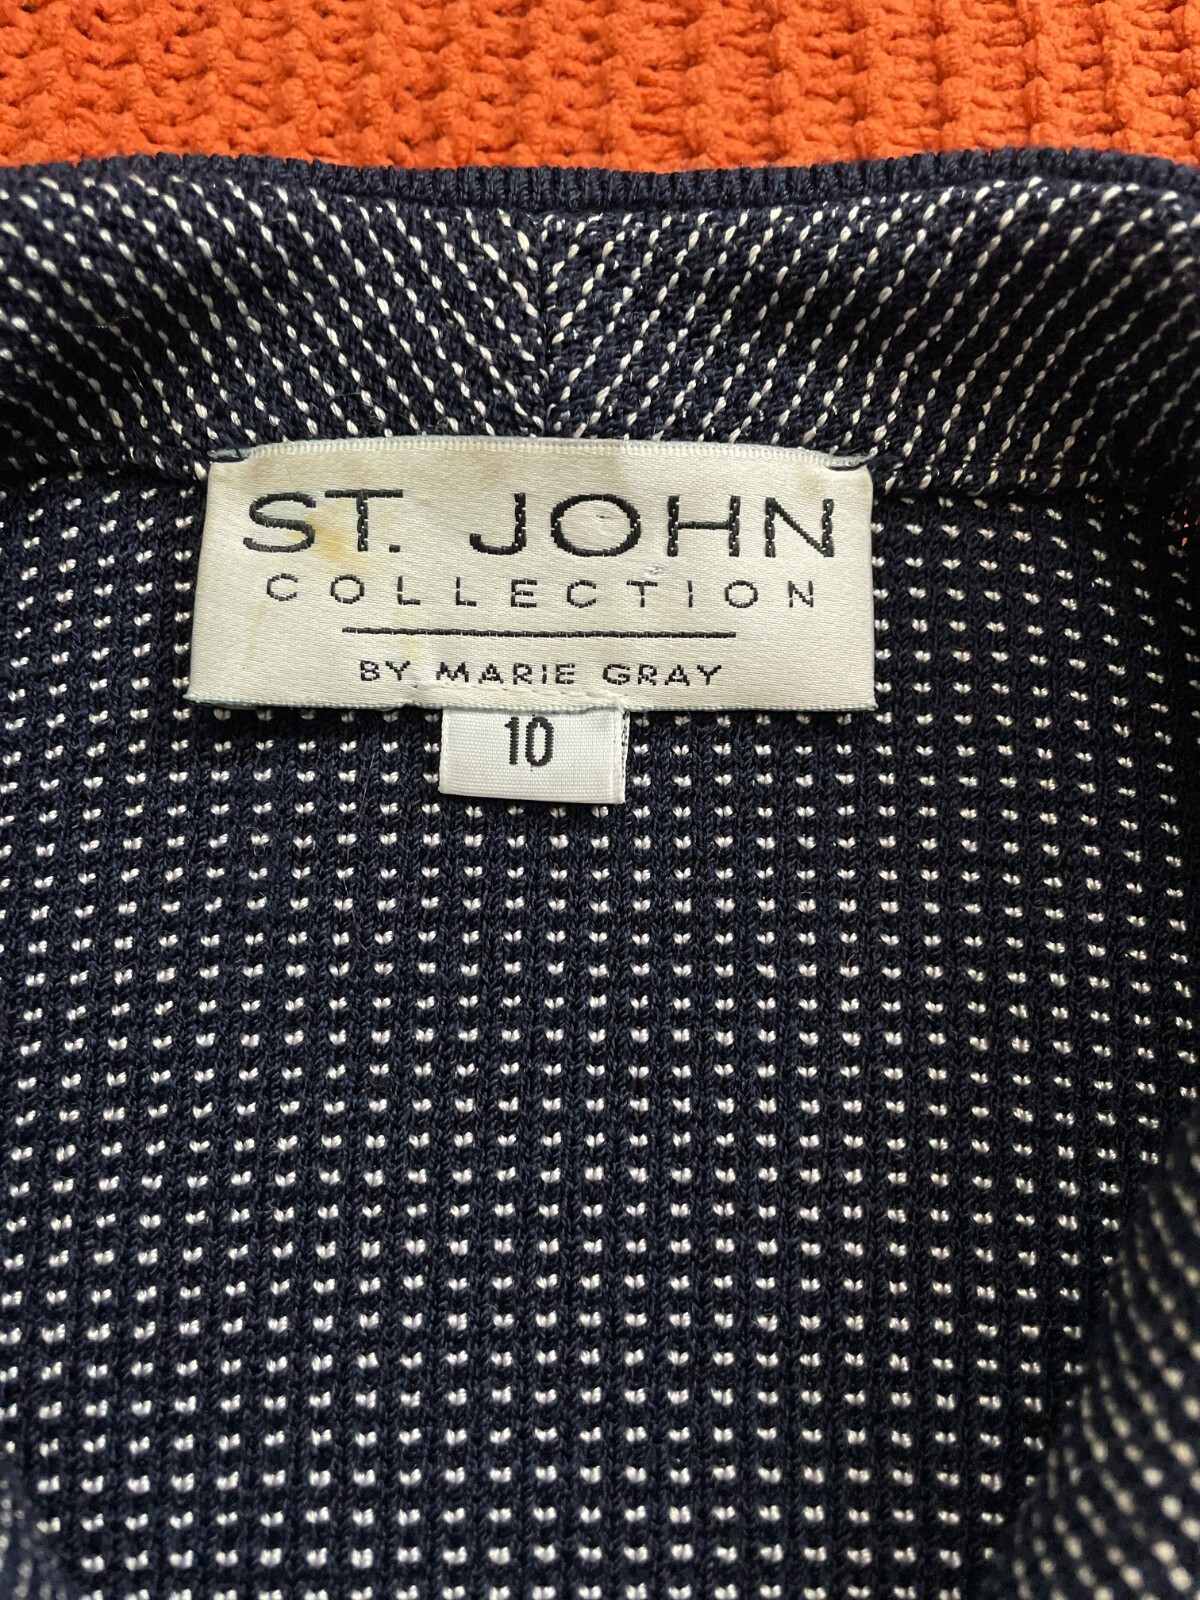 ST. JOHN
COLLECTION
BY MARIE GRAY
10